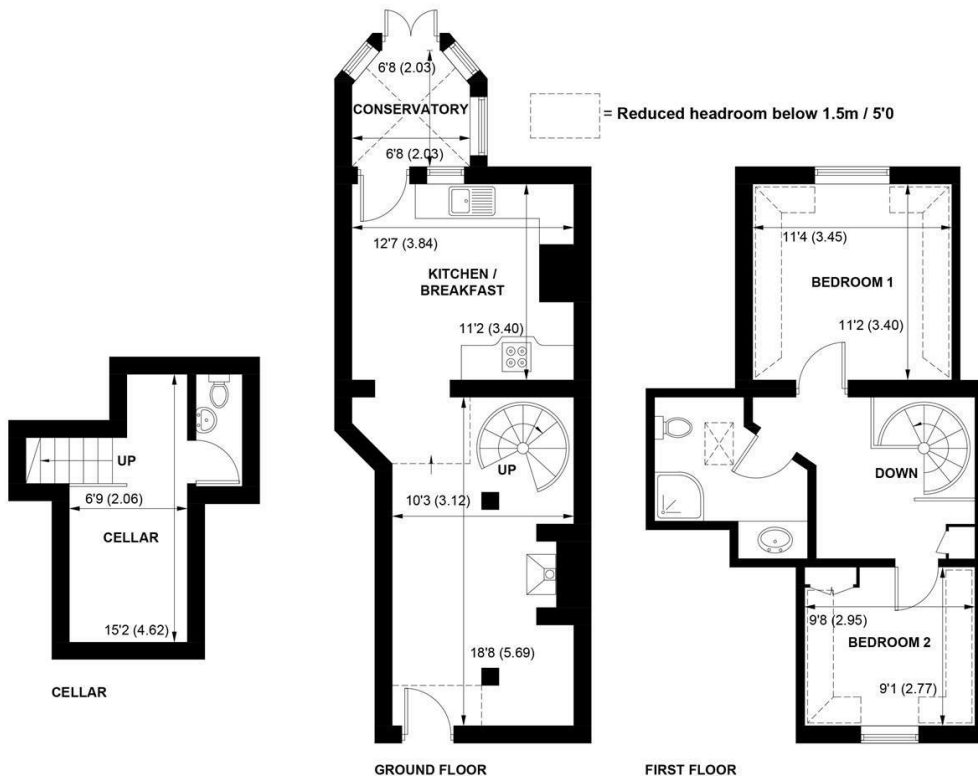 6'8 (2.03)
CONSERVATORY
6'8 (2.03)
= Reduced headroom below 1.5m / 5'0
12'7 (3.84)
KITCHEN /
BREAKFAST
11'2 (3.40)
UP
10'3 (3.12)
18'8 (5.69)
GROUND FLOOR
UP
6'9 (2.06)
CELLAR
15'2 (4.62)
CELLAR
11'4 (3.45)
BEDROOM 1
11'2 (3.40)
DOWN
9'8 (2.95)
BEDROOM 2
9'1 (2.77)
FIRST FLOOR